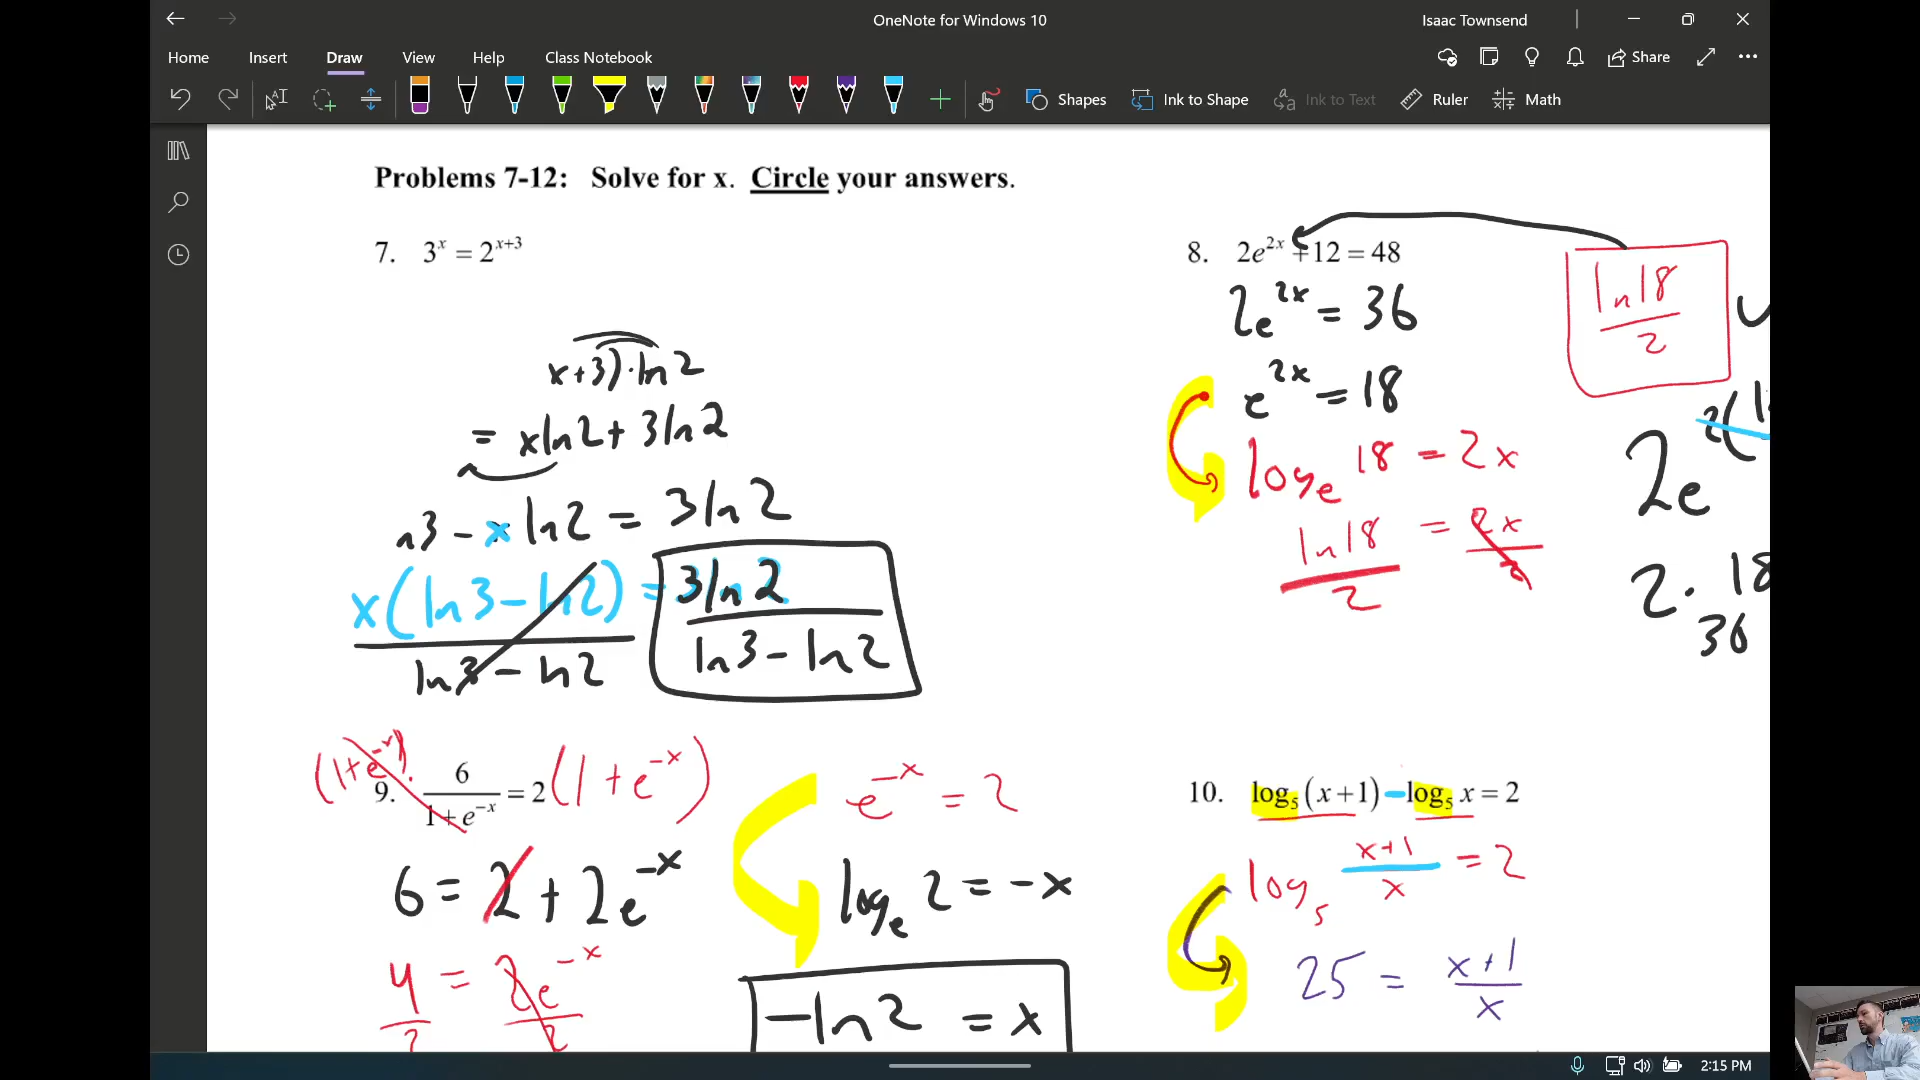 OneNote for Windows 10
Isaac Townsend
Home Insert Draw View Help Class Notebook
Share
Shapes Ink to Shape Ink to Text Ruler Math
Problems 7-12: Solve for x. Circle your answers.
7. 3^x = 2^{x+3}
x+3)·ln2
= xln2 + 3ln2
n3 - x ln2 = 3ln2
x(ln3 - ln2) = 3ln2
ln3 - ln2
ln3 - ln2
8. 2e^{2x} + 12 = 48
2e^{2x} = 36
e^{2x} = 18
log_e 18 = 2x
ln18 = 2x
2 2
ln18
2
2e
2. 18
36
9. 6/(1+e^{-x}) = 2
(1+e^{-x})· (1+e^{-x})
6 = 2 + 2e^{-x}
4 = 2e^{-x}
2 2
e^{-x} = 2
log_e 2 = -x
-ln2 = x
10. log_5(x+1) - log_5 x = 2
log_5 (x+1)/x = 2
25 = (x+1)/x
2:15 PM